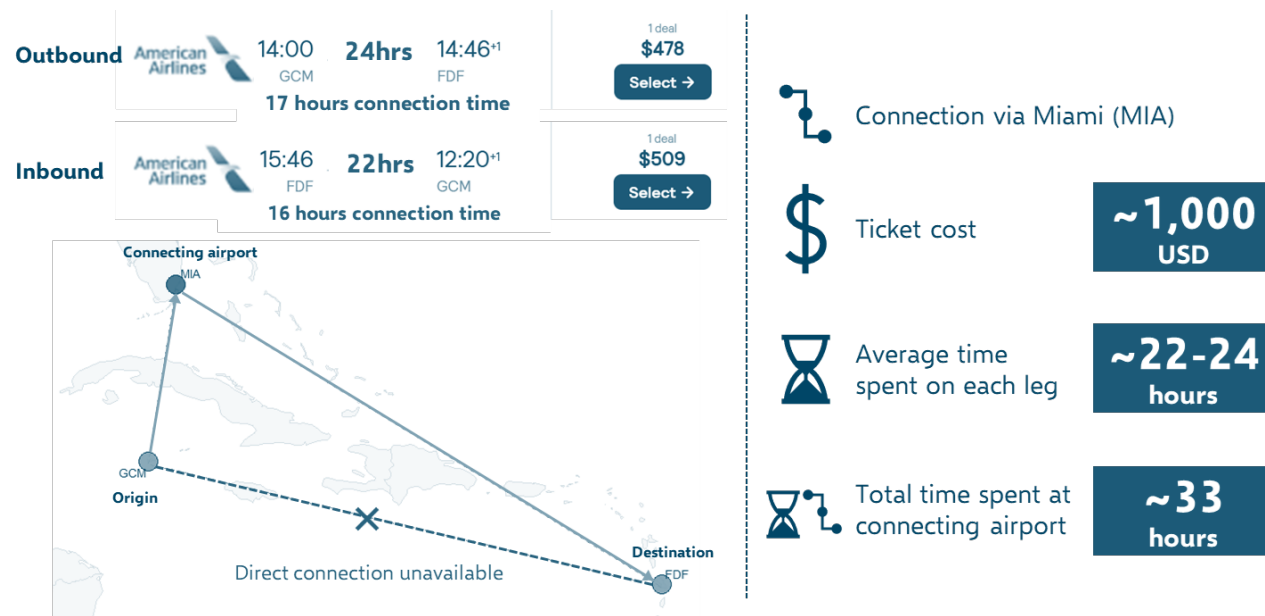 Outbound
American
Airlines
14:00 24hrs 14:46+1
GCM FDF
17 hours connection time
1 deal
$478
Select →
Inbound
American
Airlines
15:46 22hrs 12:20+1
FDF GCM
16 hours connection time
1 deal
$509
Select →
Connecting airport
MIA
GCM
Origin
Direct connection unavailable
Destination
FDF
Connection via Miami (MIA)
$
Ticket cost
~1,000
USD
Average time
spent on each leg
~22-24
hours
Total time spent at
connecting airport
~33
hours